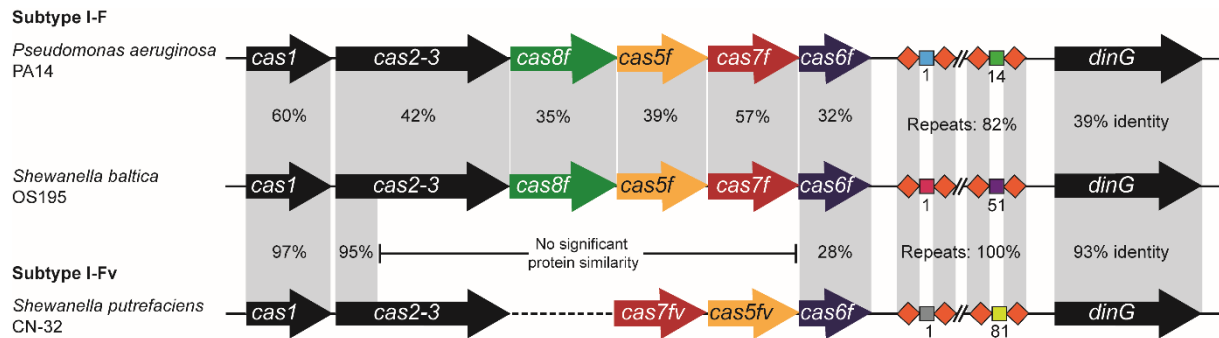 Subtype I-F
Pseudomonas aeruginosa
PA14
cas1 cas2-3 cas8f cas5f cas7f cas6f 1 // 14 dinG
60% 42% 35% 39% 57% 32% Repeats: 82% 39% identity
Shewanella baltica
OS195
cas1 cas2-3 cas8f cas5f cas7f cas6f 1 // 51 dinG
97% 95% No significant
protein similarity 28% Repeats: 100% 93% identity
Subtype I-Fv
Shewanella putrefaciens
CN-32
cas1 cas2-3 cas7fv cas5fv cas6f 1 // 81 dinG